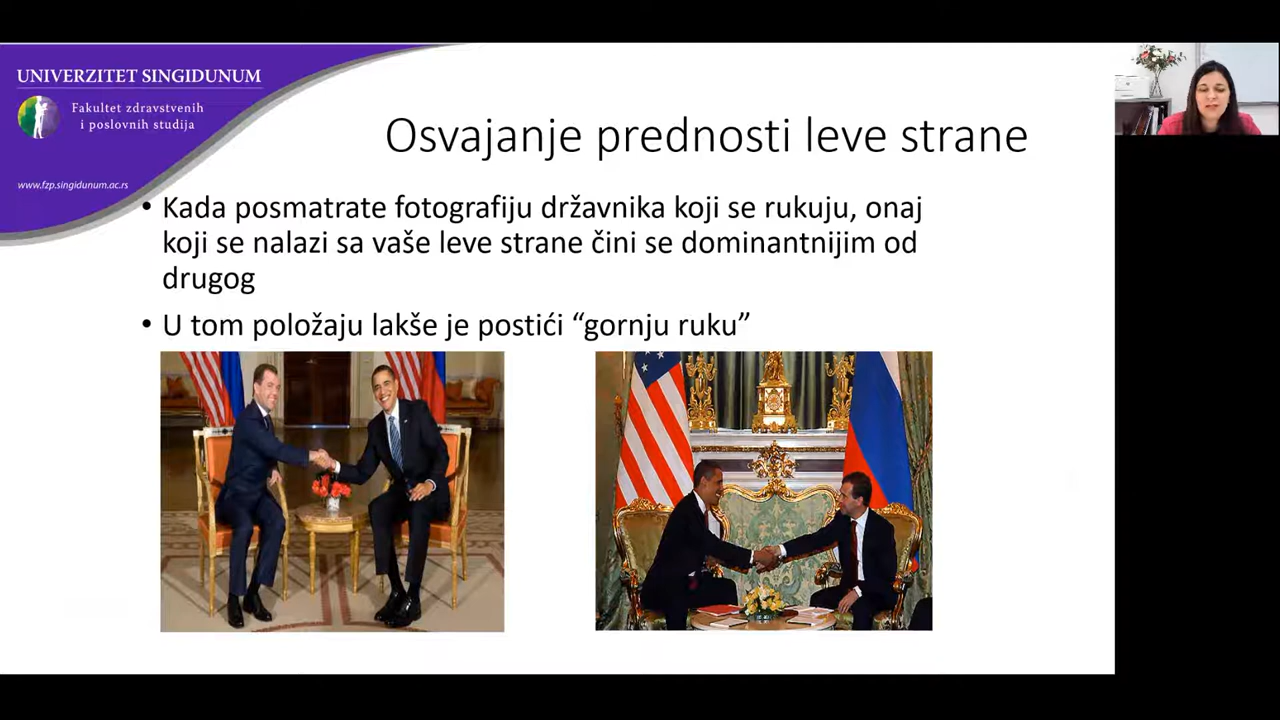 UNIVERZITET SINGIDUNUM
Fakultet zdravstvenih
i poslovnih studija
www.fzp.singidunum.ac.rs
Osvajanje prednosti leve strane
• Kada posmatrate fotografiju državnika koji se rukuju, onaj
koji se nalazi sa vaše leve strane čini se dominantnijim od
drugog
• U tom položaju lakše je postići “gornju ruku”